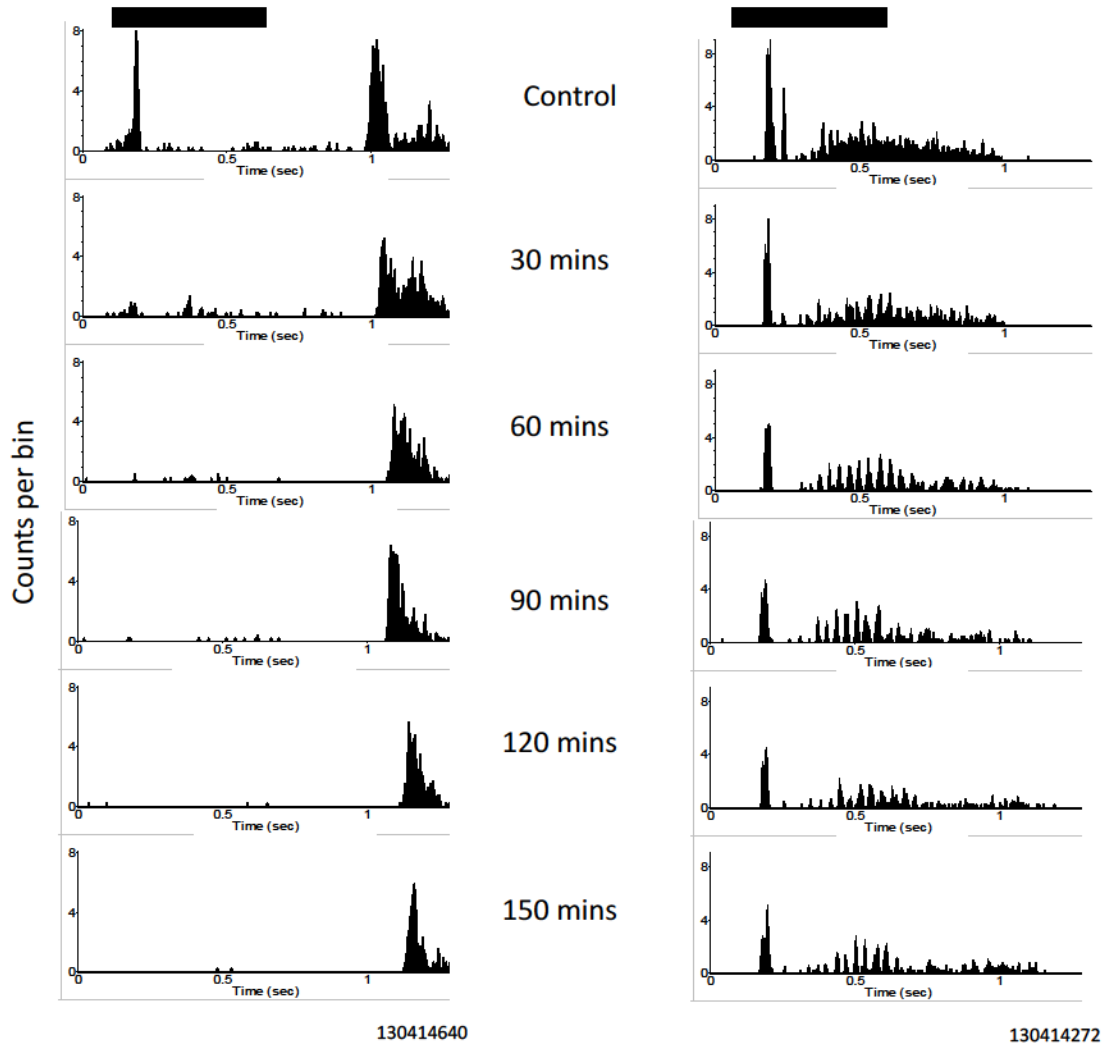 8 8
4 Control 4
0 0
0 0.5 1 0 0.5 1
Time (sec) Time (sec)
8 8
4 30 mins 4
0 0
0 0.5 1 0 0.5 1
Time (sec) Time (sec)
8 8
4 60 mins 4
0 0
0 0.5 1 0 0.5 1
Time (sec) Time (sec)
Counts per bin
8 8
4 90 mins 4
0 0
0 0.5 1 0 0.5 1
Time (sec) Time (sec)
8 8
4 120 mins 4
0 0
0 0.5 1 0 0.5 1
Time (sec) Time (sec)
8 8
4 150 mins 4
0 0
0 0.5 1 0 0.5 1
Time (sec) Time (sec)
130414640 130414272